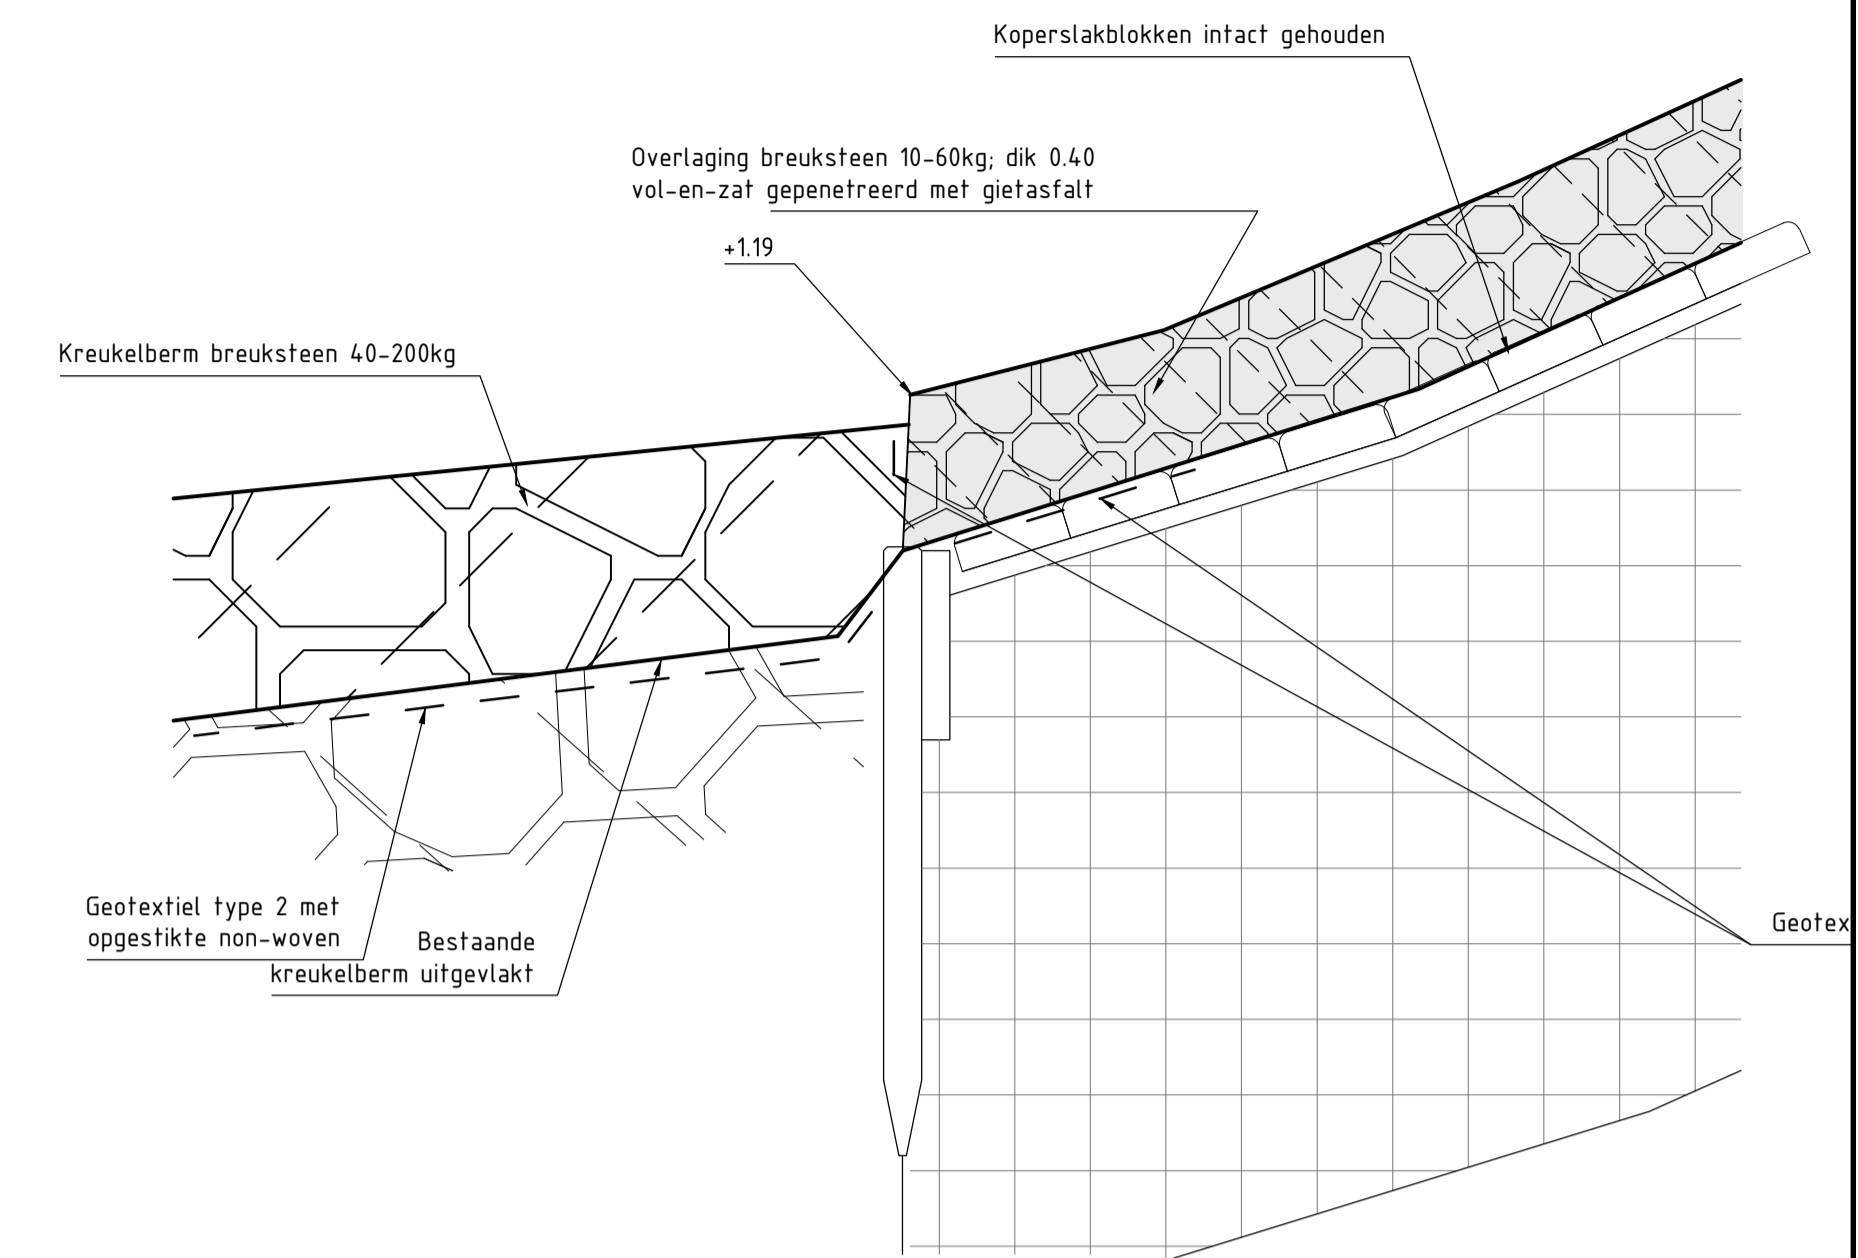 Koperslakblokken intact gehouden
Overlaging breuksteen 10-60kg; dik 0.40
vol-en-zat gepenetreerd met gietasfalt
+1.19
Kreukelberm breuksteen 40-200kg
Geotextiel type 2 met
opgestikte non-woven
Bestaande
kreukelberm uitgevlakt
Geotex